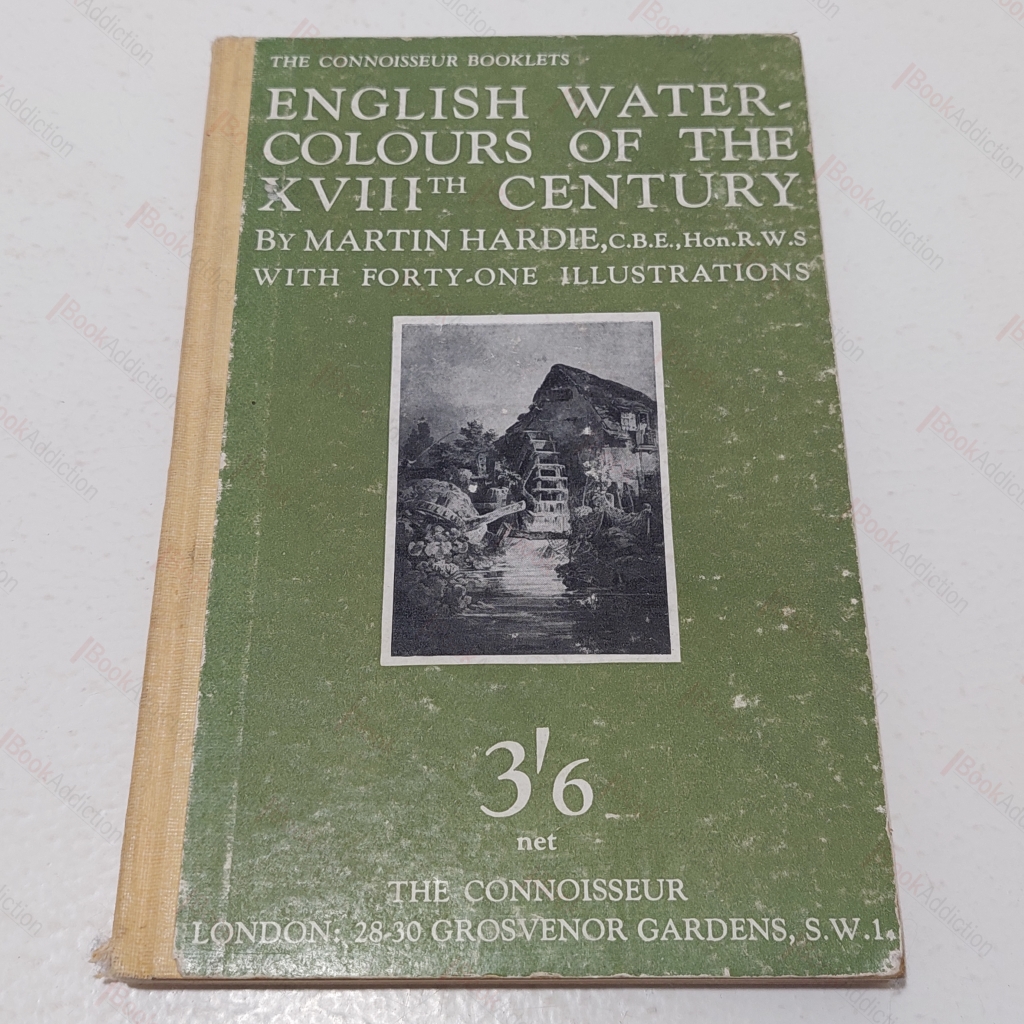 THE CONNOISSEUR BOOKLETS
ENGLISH WATER-
COLOURS OF THE
XVIIITH CENTURY
BY MARTIN HARDIE, C.B.E., Hon.R.W.S
WITH FORTY-ONE ILLUSTRATIONS
3'6
net
THE CONNOISSEUR
LONDON: 28-30 GROSVENOR GARDENS, S.W.1.
BookAddiction